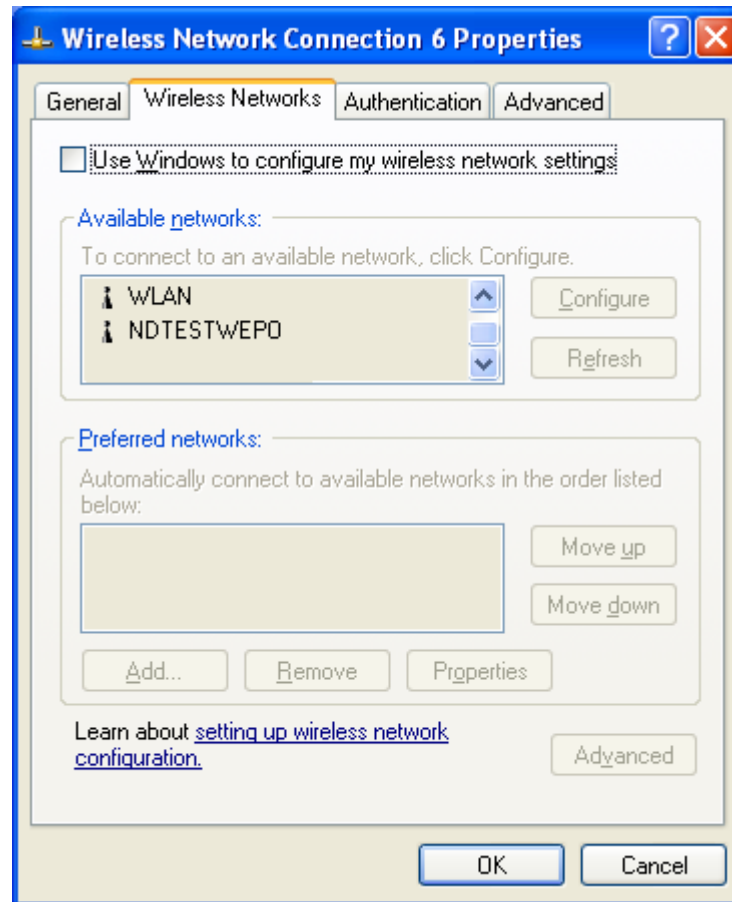 Wireless Network Connection 6 Properties
General Wireless Networks Authentication Advanced
Use Windows to configure my wireless network settings
Available networks:
To connect to an available network, click Configure.
WLAN
NDTESTWEP0
Configure
Refresh
Preferred networks:
Automatically connect to available networks in the order listed
below:
Move up
Move down
Add... Remove Properties
Learn about setting up wireless network
configuration.
Advanced
OK Cancel